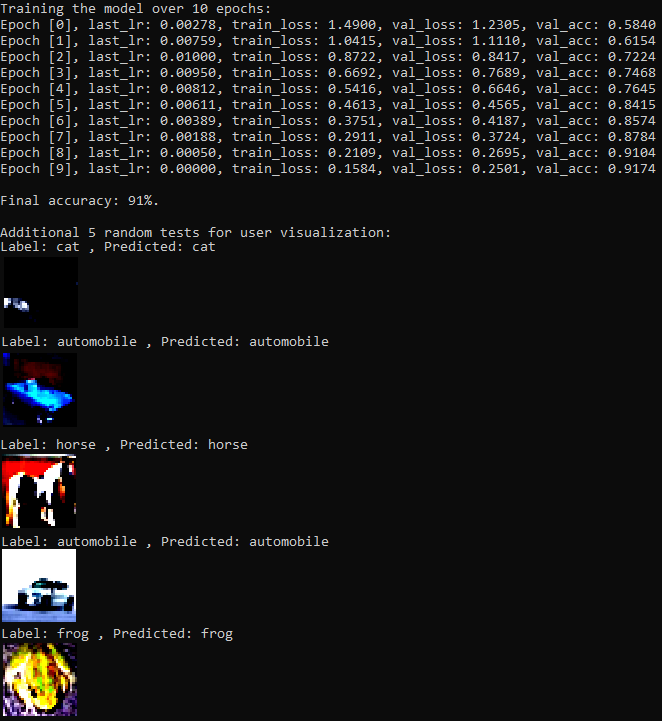 Training the model over 10 epochs:
Epoch [0], last_lr: 0.00278, train_loss: 1.4900, val_loss: 1.2305, val_acc: 0.5840
Epoch [1], last_lr: 0.00759, train_loss: 1.0415, val_loss: 1.1110, val_acc: 0.6154
Epoch [2], last_lr: 0.01000, train_loss: 0.8722, val_loss: 0.8417, val_acc: 0.7224
Epoch [3], last_lr: 0.00950, train_loss: 0.6692, val_loss: 0.7689, val_acc: 0.7468
Epoch [4], last_lr: 0.00812, train_loss: 0.5416, val_loss: 0.6646, val_acc: 0.7645
Epoch [5], last_lr: 0.00611, train_loss: 0.4613, val_loss: 0.4565, val_acc: 0.8415
Epoch [6], last_lr: 0.00389, train_loss: 0.3751, val_loss: 0.4187, val_acc: 0.8574
Epoch [7], last_lr: 0.00188, train_loss: 0.2911, val_loss: 0.3724, val_acc: 0.8784
Epoch [8], last_lr: 0.00050, train_loss: 0.2109, val_loss: 0.2695, val_acc: 0.9104
Epoch [9], last_lr: 0.00000, train_loss: 0.1584, val_loss: 0.2501, val_acc: 0.9174
Final accuracy: 91%.
Additional 5 random tests for user visualization:
Label: cat , Predicted: cat
Label: automobile , Predicted: automobile
Label: horse , Predicted: horse
Label: automobile , Predicted: automobile
Label: frog , Predicted: frog